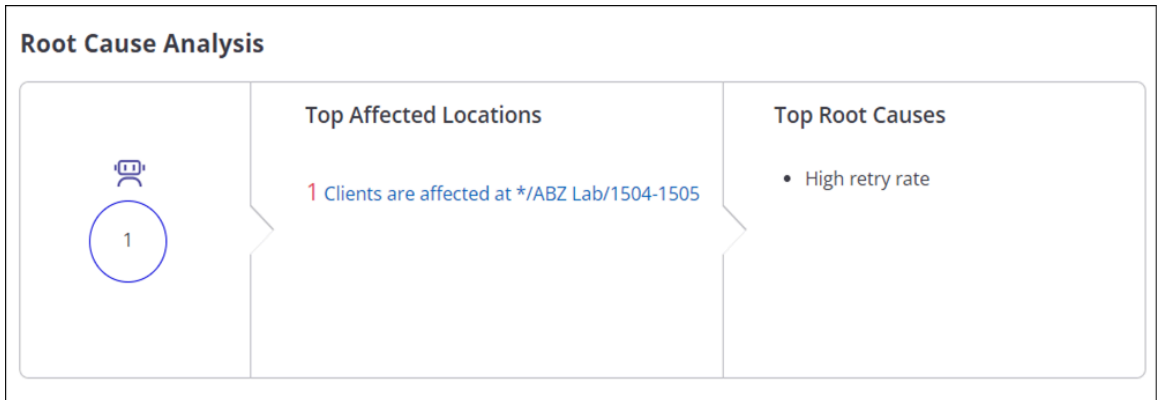 Root Cause Analysis
1
Top Affected Locations
1 Clients are affected at */ABZ Lab/1504-1505
Top Root Causes
• High retry rate